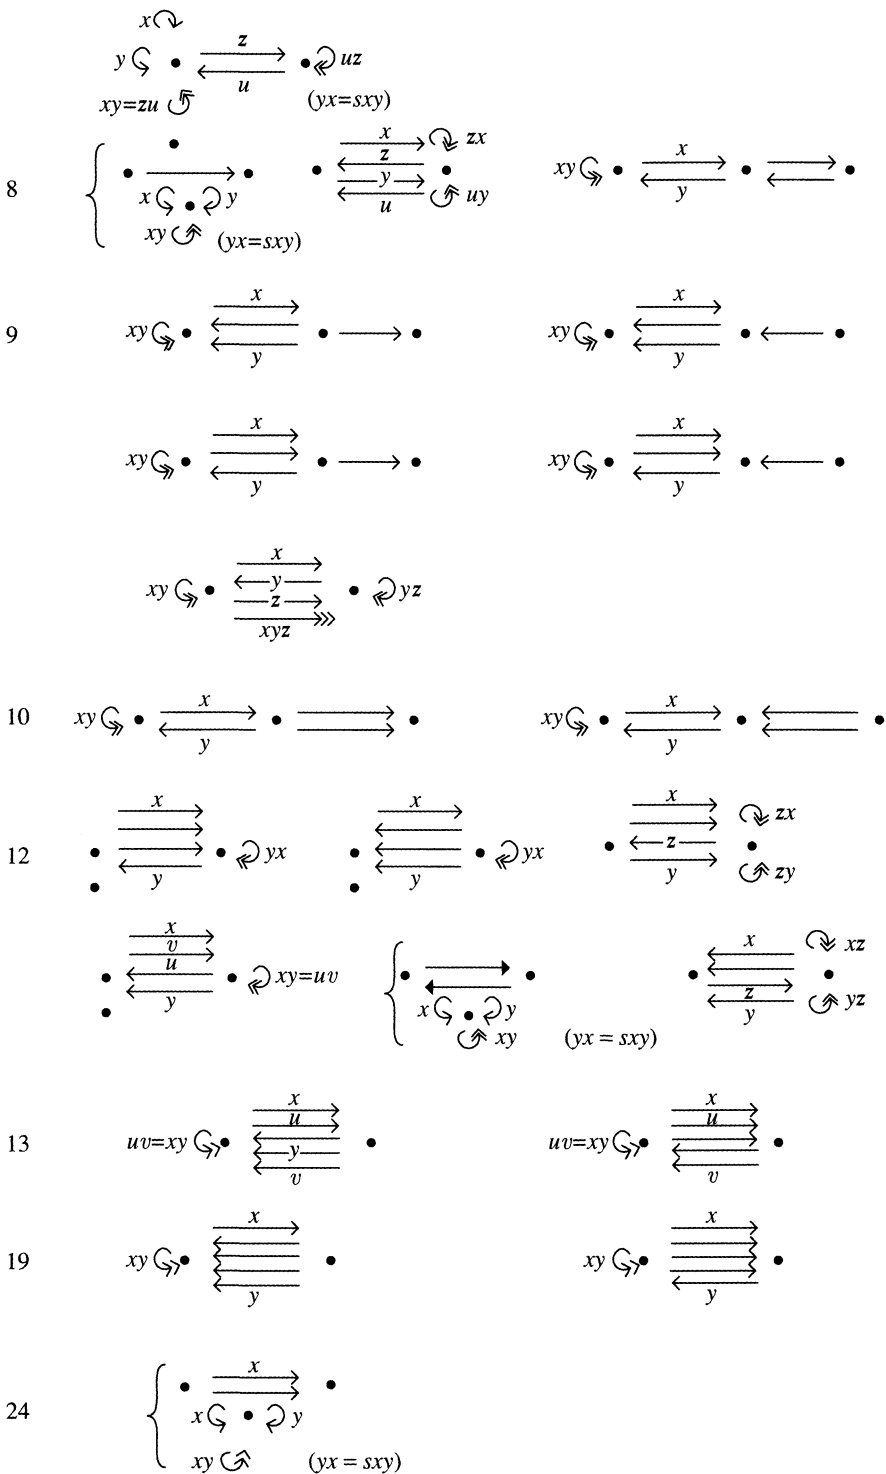 x
y z uz
u
xy=zu (yx=sxy)
x zx
z
8 xy x
x y y uy y
u
xy (yx=sxy)
x x
9 xy xy
y y
x x
xy xy
y y
x
xy y yz
z
xyz
x x
10 xy xy
y y
x x x zx
12 yx yx z
y y y zy
x
v
u xy=uv x xz
y x y z yz
xy (yx = sxy) y
x x
u u
13 uv=xy uv=xy
y
v v
x x
19 xy xy
y y
x
24 x y
xy (yx = sxy)